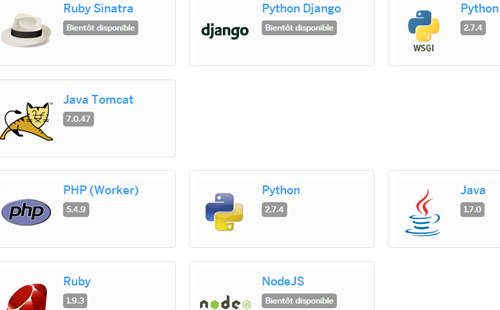 Ruby Sinatra
Bientôt disponible
django
Python Django
Bientôt disponible
WSGI
Python
2.7.4
Java Tomcat
7.0.47
php
PHP (Worker)
5.4.9
Python
2.7.4
Java
1.7.0
Ruby
1.9.3
node
NodeJS
Bientôt disponible